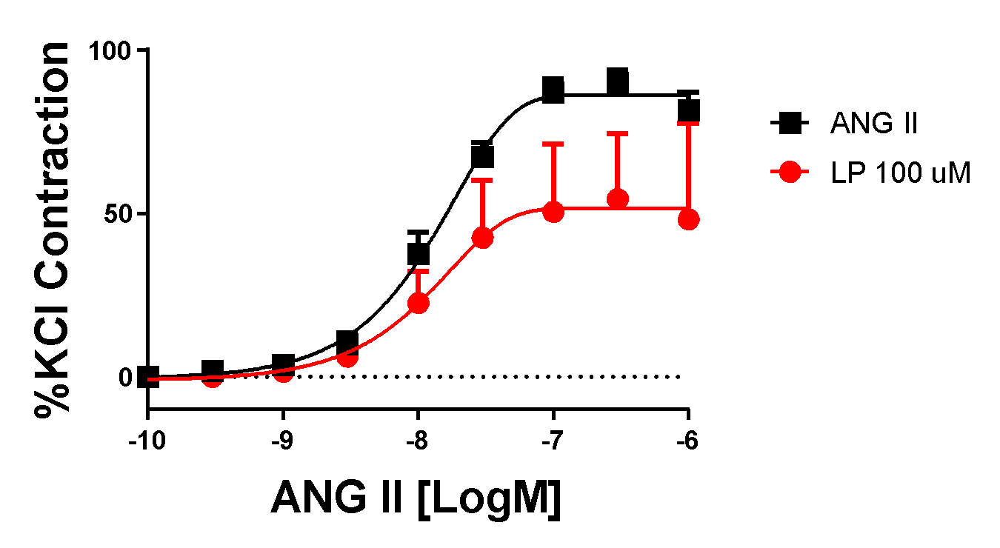 %KCl Contraction
100
50
0
-10
-9
-8
-7
-6
ANG II [LogM]
ANG II
LP 100 uM